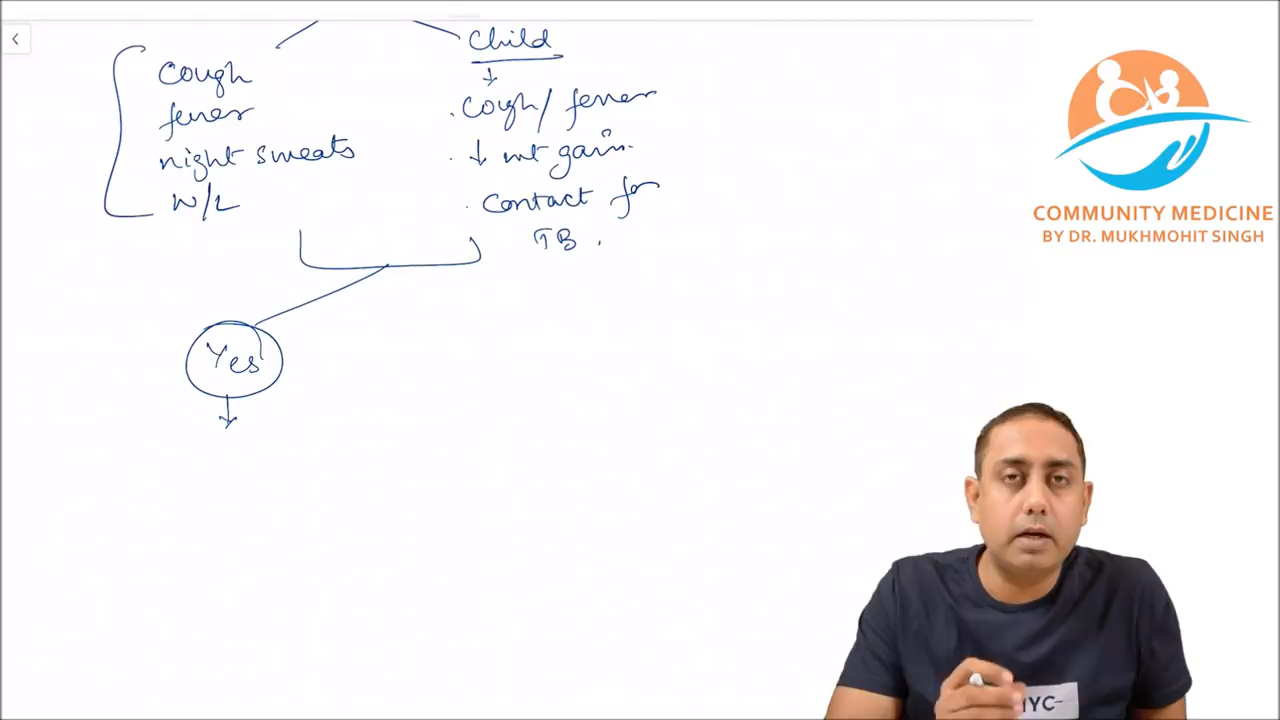 cough
fever
night sweats
W/L
Child
↓
. cough / fever
. ↓ wt gain.
. contact for
TB .
Yes
↓
COMMUNITY MEDICINE
BY DR. MUKHMOHIT SINGH
NYC